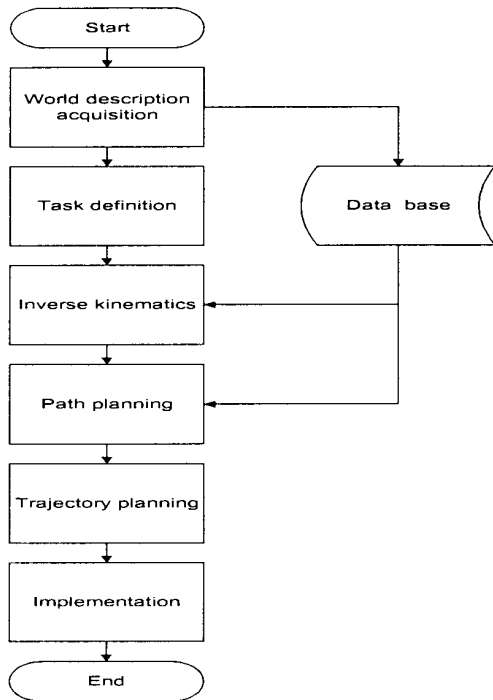 Start
World description
acquisition
Task definition
Data base
Inverse kinematics
Path planning
Trajectory planning
Implementation
End